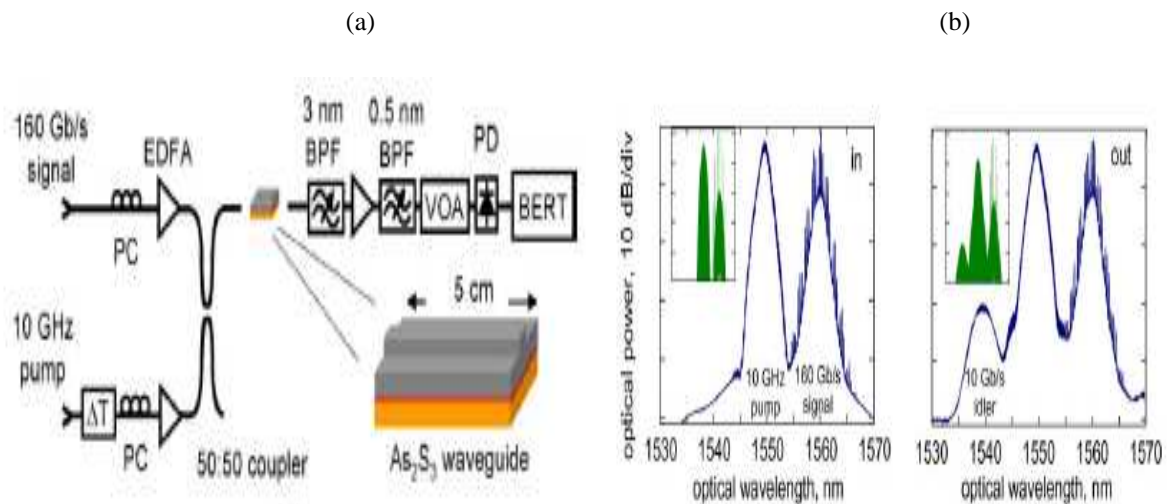 (a)
(b)
160 Gb/s
signal
EDFA
PC
3 nm
BPF
0.5 nm
BPF
VOA
PD
BERT
5 cm
10 GHz
pump
ΔT
PC
50:50 coupler
As₂S₃ waveguide
optical power, 10 dB/div
in
10 GHz
pump
160 Gb/s
signal
1530 1540 1550 1560 1570
optical wavelength, nm
out
10 Gb/s
idler
1530 1540 1550 1560 1570
optical wavelength, nm